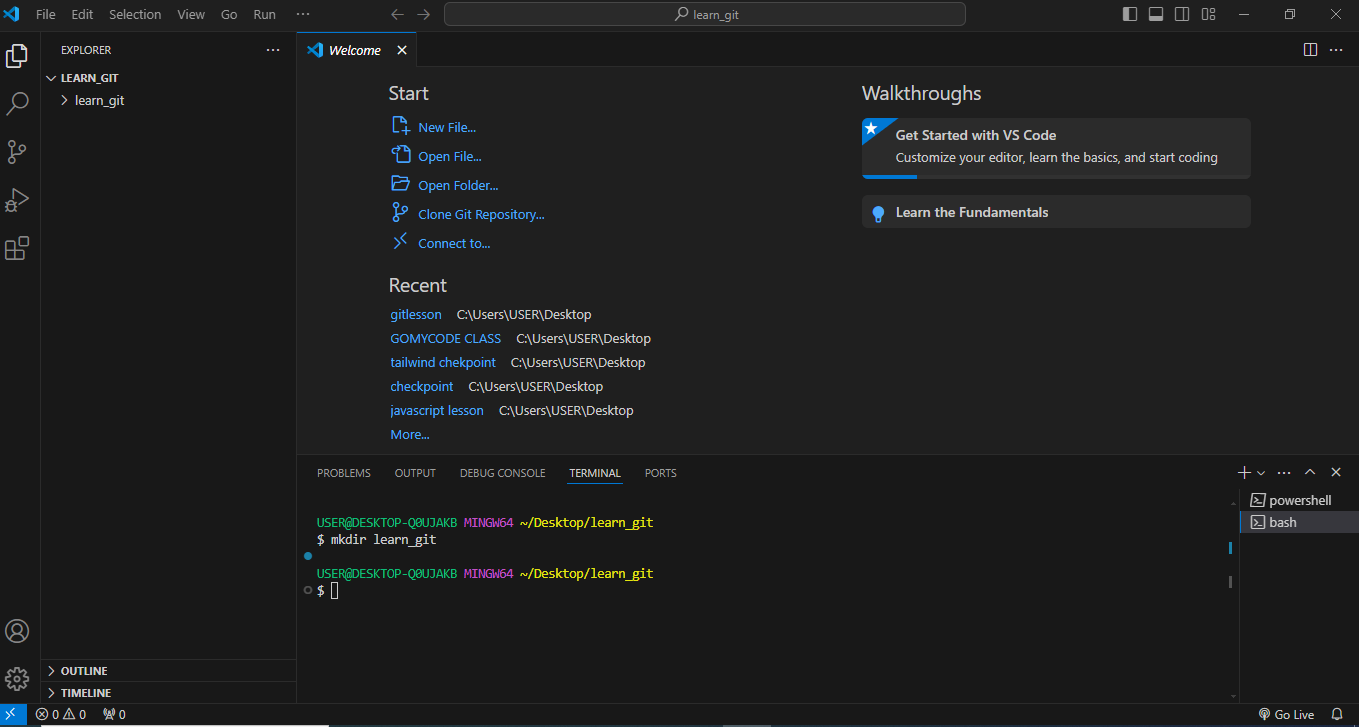 File Edit Selection View Go Run ···
learn_git
EXPLORER ···
LEARN_GIT
learn_git
Welcome
Start
New File...
Open File...
Open Folder...
Clone Git Repository...
Connect to...
Recent
gitlesson C:\Users\USER\Desktop
GOMYCODE CLASS C:\Users\USER\Desktop
tailwind chekpoint C:\Users\USER\Desktop
checkpoint C:\Users\USER\Desktop
javascript lesson C:\Users\USER\Desktop
More...
Walkthroughs
Get Started with VS Code
Customize your editor, learn the basics, and start coding
Learn the Fundamentals
PROBLEMS OUTPUT DEBUG CONSOLE TERMINAL PORTS
USER@DESKTOP-Q0UJAKB MINGW64 ~/Desktop/learn_git
$ mkdir learn_git
USER@DESKTOP-Q0UJAKB MINGW64 ~/Desktop/learn_git
$
powershell
bash
OUTLINE
TIMELINE
0 0 0
Go Live